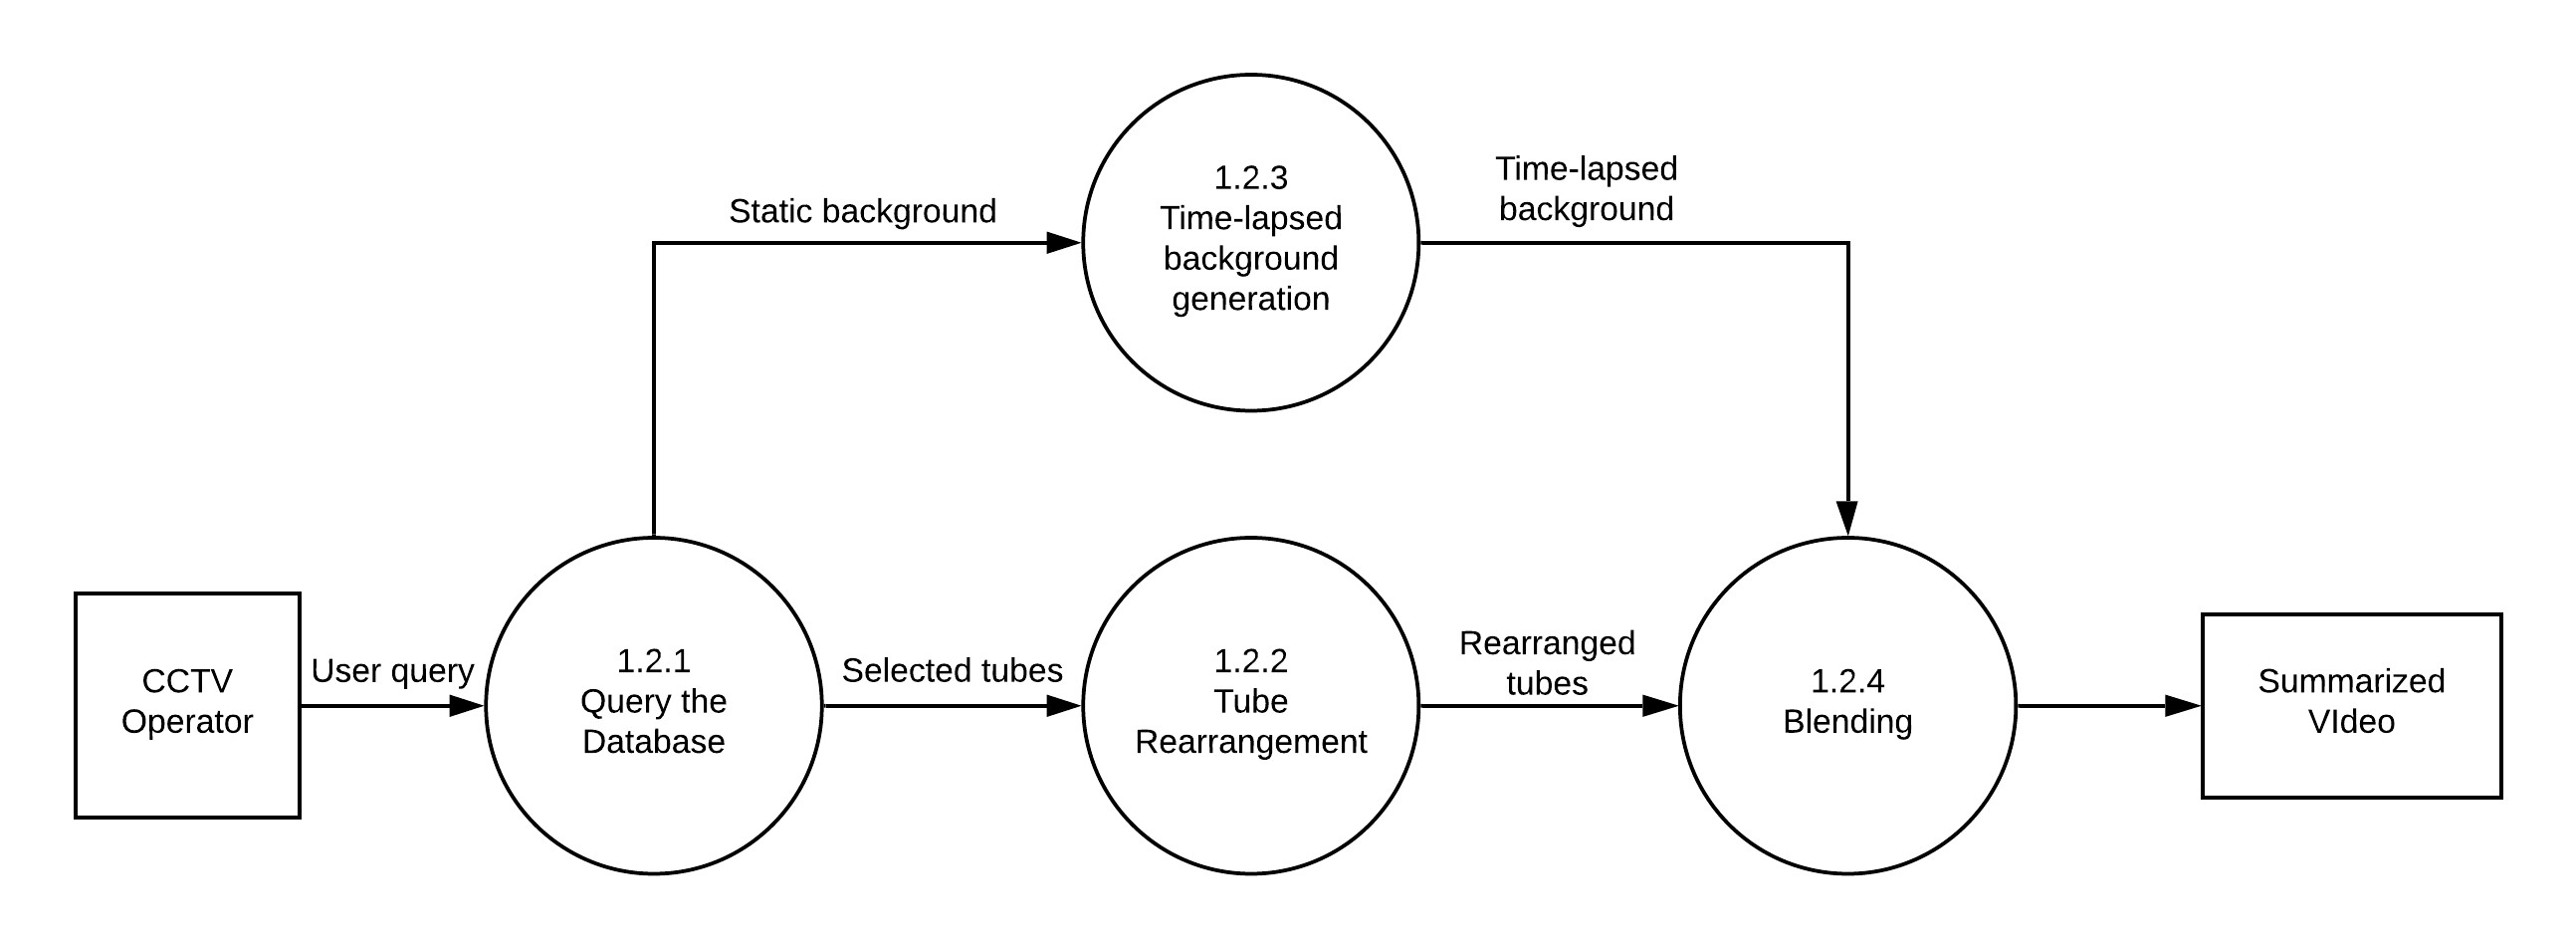 1.2.3
Time-lapsed
background
generation
Time-lapsed
background
Static background
CCTV
Operator
User query
1.2.1
Query the
Database
Selected tubes
1.2.2
Tube
Rearrangement
Rearranged
tubes
1.2.4
Blending
Summarized
VIdeo